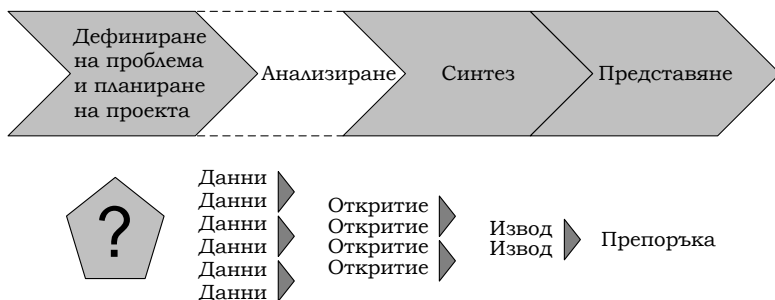 Дефиниране
на проблема
и планиране
на проекта
Анализиране
Синтез
Представяне
?
Данни
Данни
Данни
Данни
Данни
Данни
Откритие
Откритие
Откритие
Откритие
Извод
Извод
Препоръка